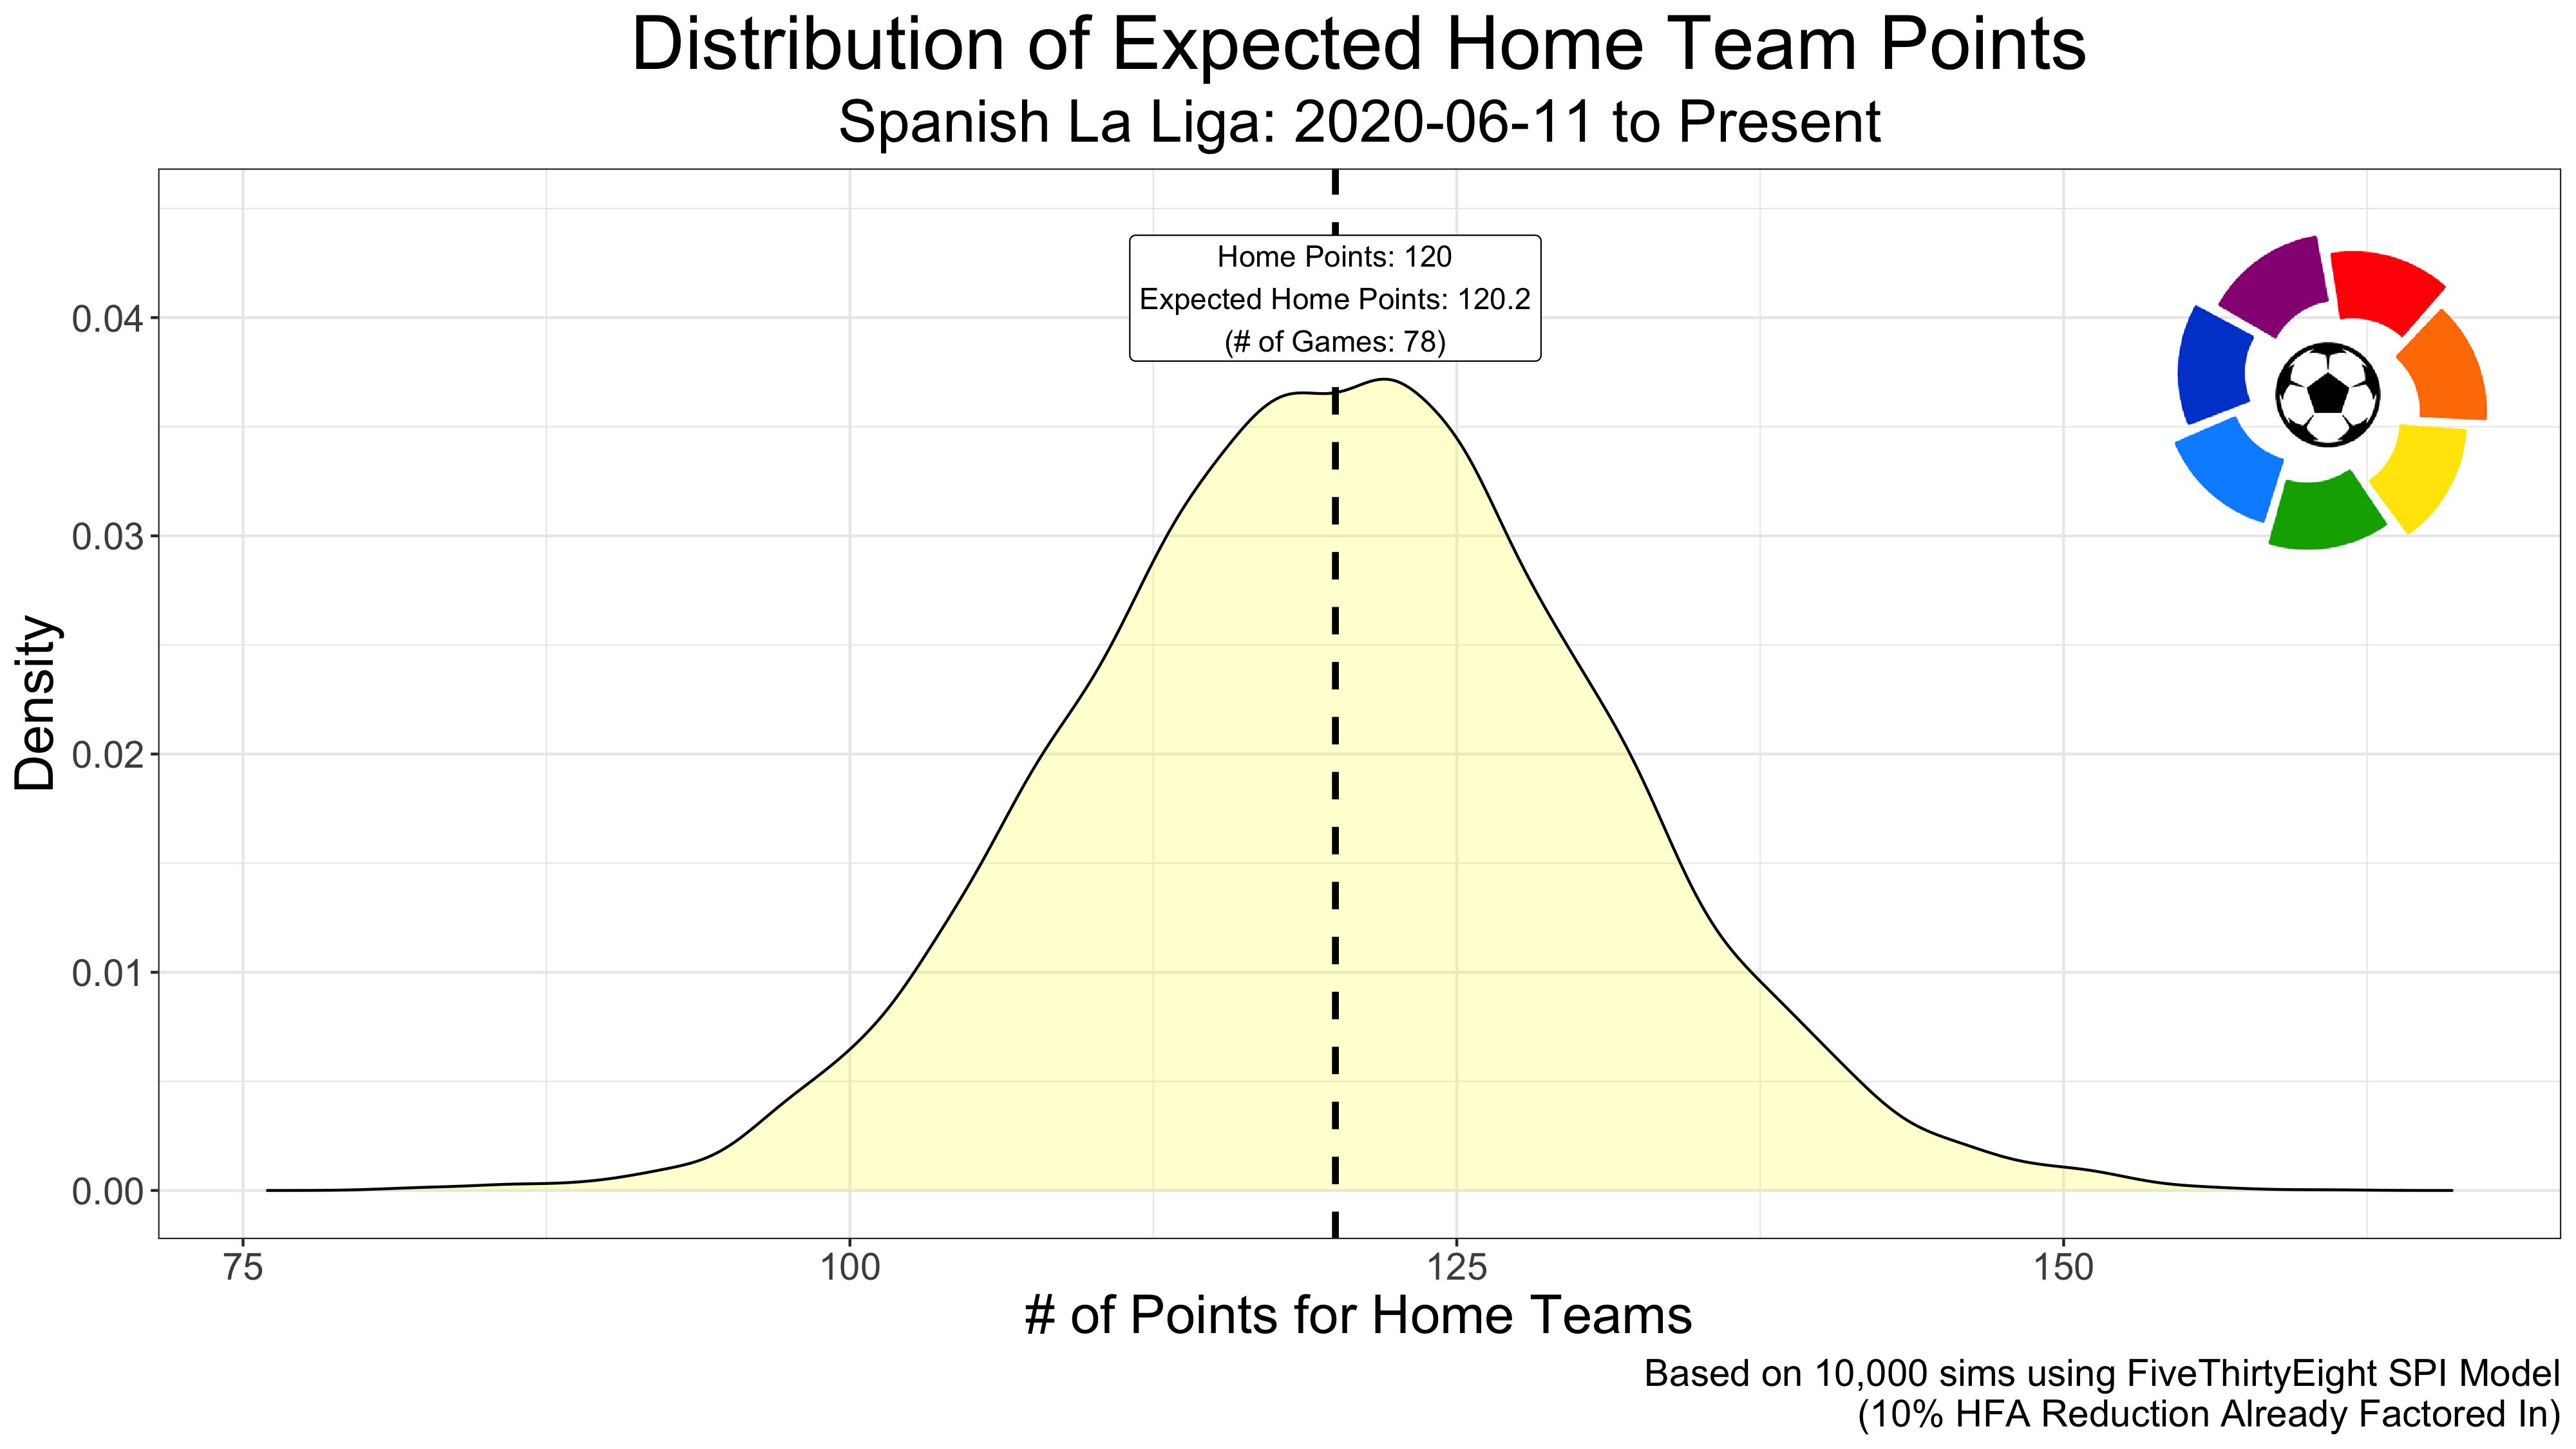 Distribution of Expected Home Team Points
Spanish La Liga: 2020-06-11 to Present
Home Points: 120
Expected Home Points: 120.2
(# of Games: 78)
0.04
0.03
0.02
0.01
0.00
Density
75
100
125
150
# of Points for Home Teams
Based on 10,000 sims using FiveThirtyEight SPI Model
(10% HFA Reduction Already Factored In)